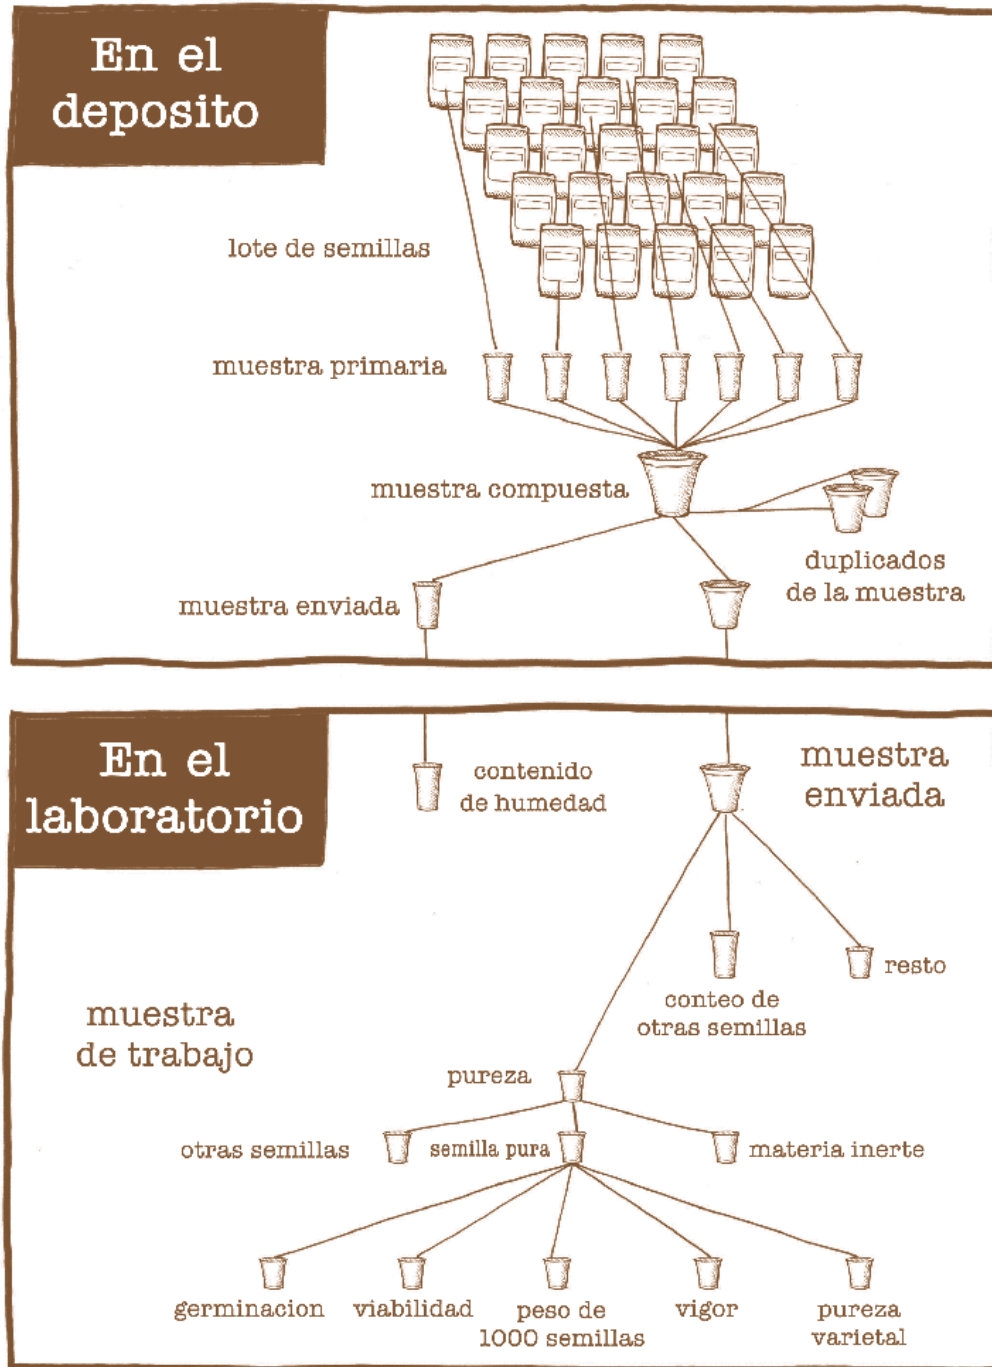 En el
deposito
lote de semillas
muestra primaria
muestra compuesta
duplicados
de la muestra
muestra enviada
En el
laboratorio
contenido
de humedad
muestra
enviada
resto
conteo de
otras semillas
muestra
de trabajo
pureza
otras semillas
semilla pura
materia inerte
germinacion
viabilidad
peso de
1000 semillas
vigor
pureza
varietal